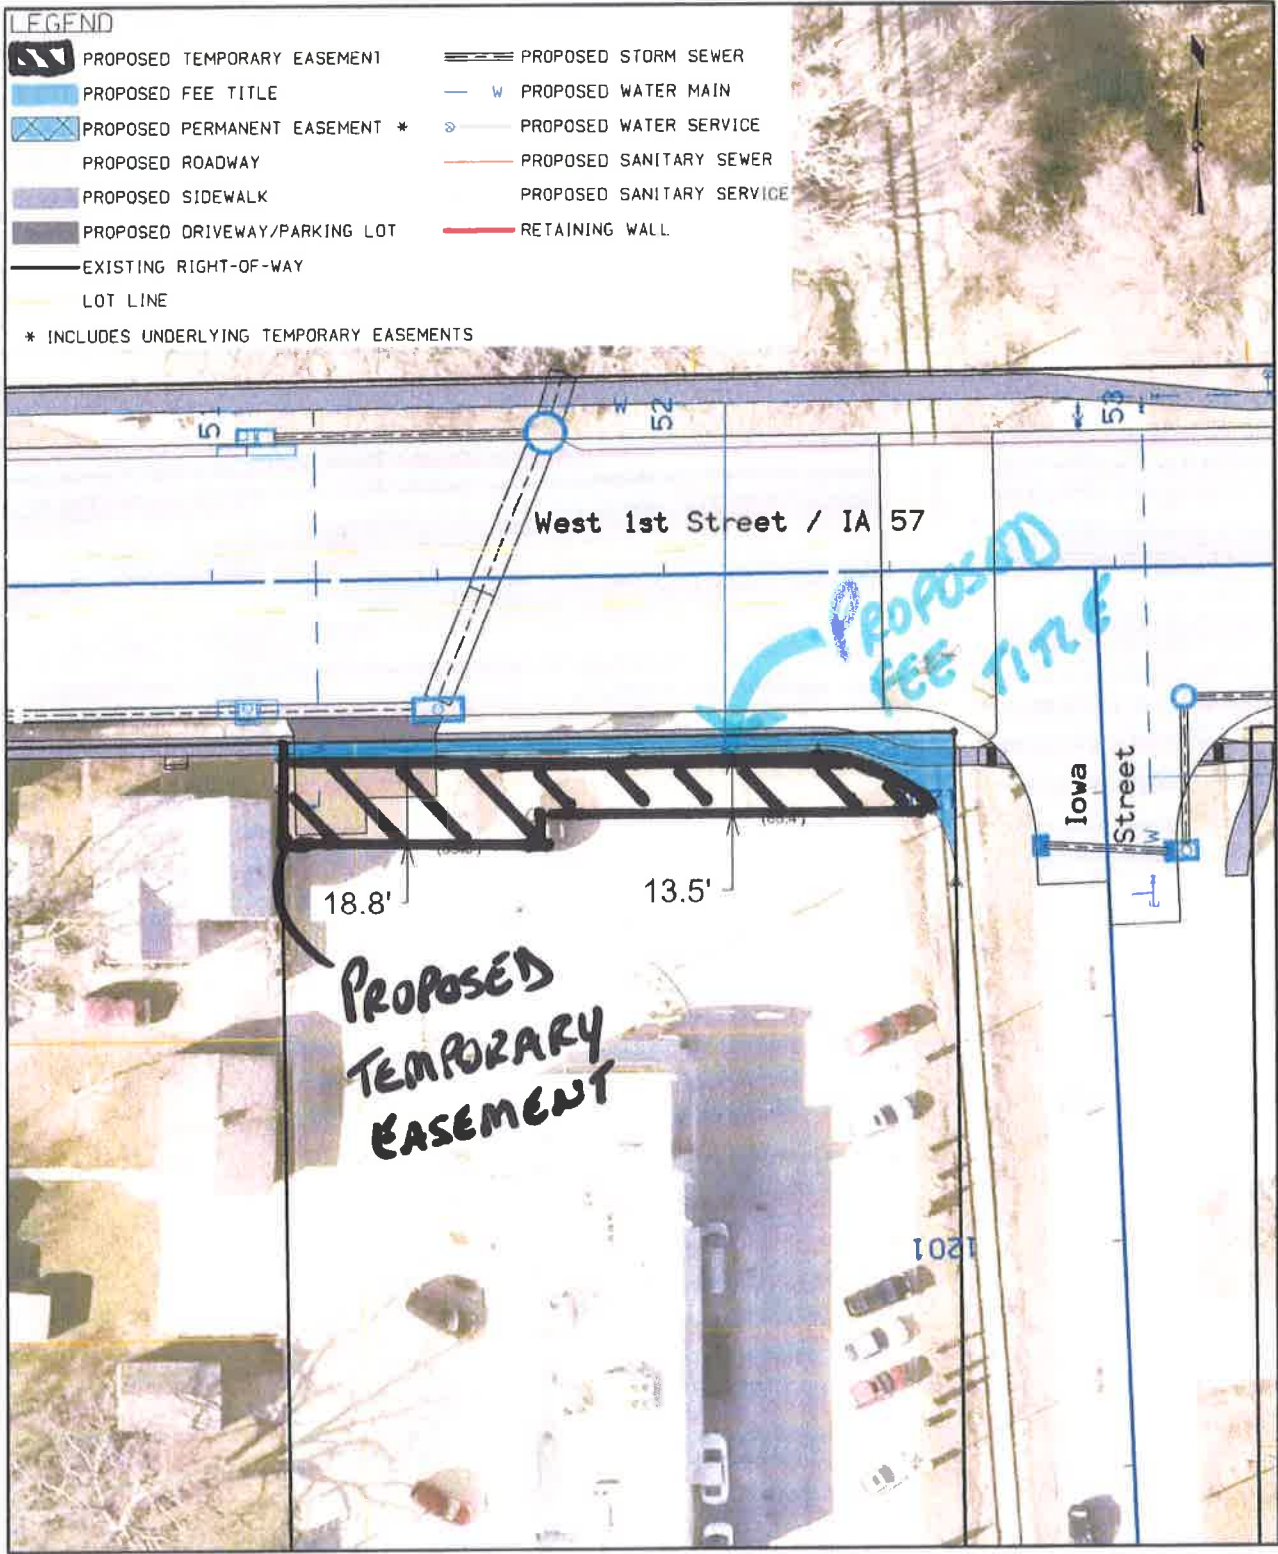 LEGEND
PROPOSED TEMPORARY EASEMENT
PROPOSED FEE TITLE
PROPOSED PERMANENT EASEMENT *
PROPOSED ROADWAY
PROPOSED SIDEWALK
PROPOSED DRIVEWAY/PARKING LOT
EXISTING RIGHT-OF-WAY
LOT LINE
* INCLUDES UNDERLYING TEMPORARY EASEMENTS
PROPOSED STORM SEWER
W PROPOSED WATER MAIN
PROPOSED WATER SERVICE
PROPOSED SANITARY SEWER
PROPOSED SANITARY SERVICE
RETAINING WALL
W
52
53
West 1st Street / IA 57
PROPOSED
FEE TITLE
Iowa
Street
W
18.8'
13.5'
PROPOSED
TEMPORARY
EASEMENT
1201